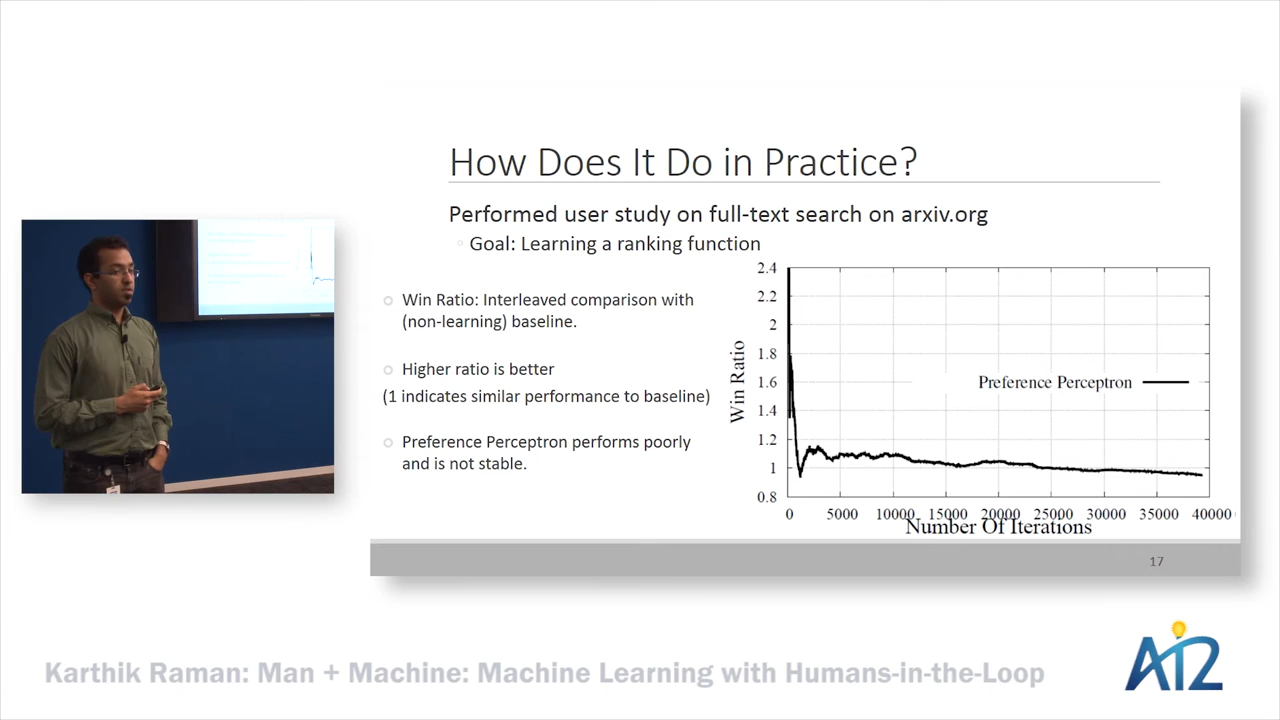 How Does It Do in Practice?
Performed user study on full-text search on arxiv.org
Goal: Learning a ranking function
Win Ratio: Interleaved comparison with
(non-learning) baseline.
Higher ratio is better
(1 indicates similar performance to baseline)
Preference Perceptron performs poorly
and is not stable.
2.4
2.2
2
1.8
1.6
1.4
1.2
1
0.8
Win Ratio
Preference Perceptron
0 5000 10000 15000 20000 25000 30000 35000 40000
Number Of Iterations
17
Karthik Raman: Man + Machine: Machine Learning with Humans-in-the-Loop
AI2